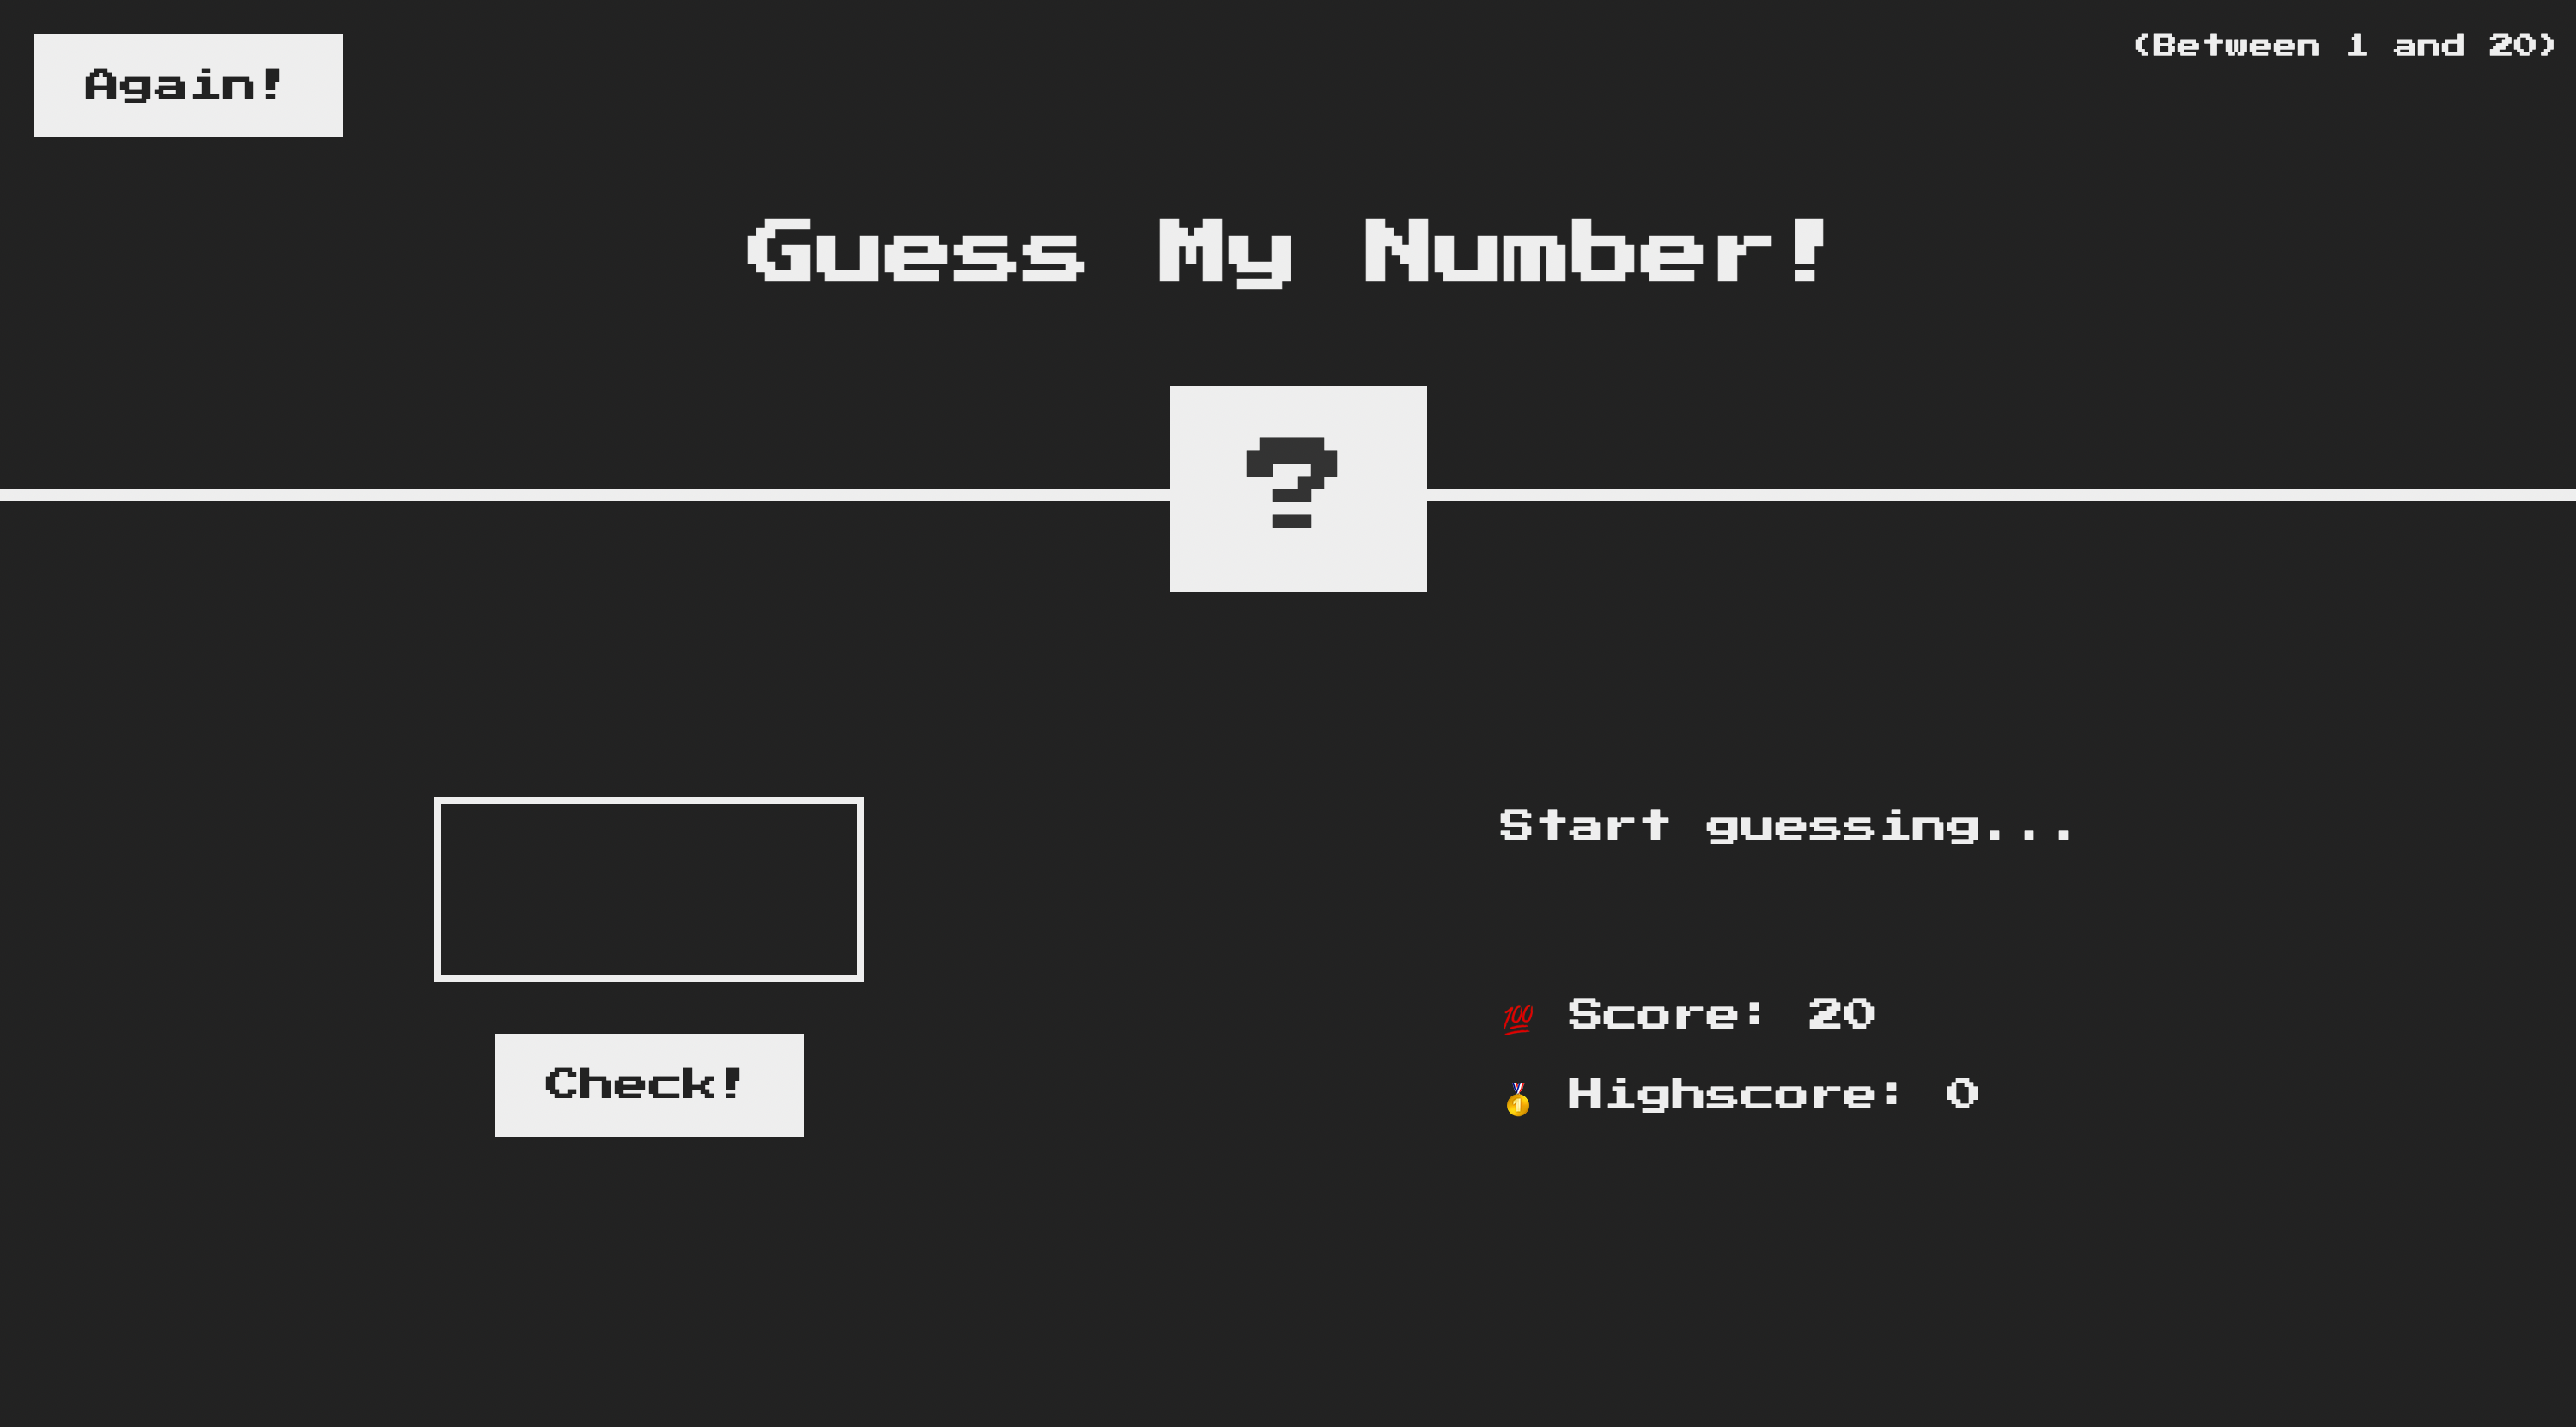 Again!
(Between 1 and 20)
Guess My Number!
?
Start guessing...
Check!
💯 Score: 20
🥇 Highscore: 0